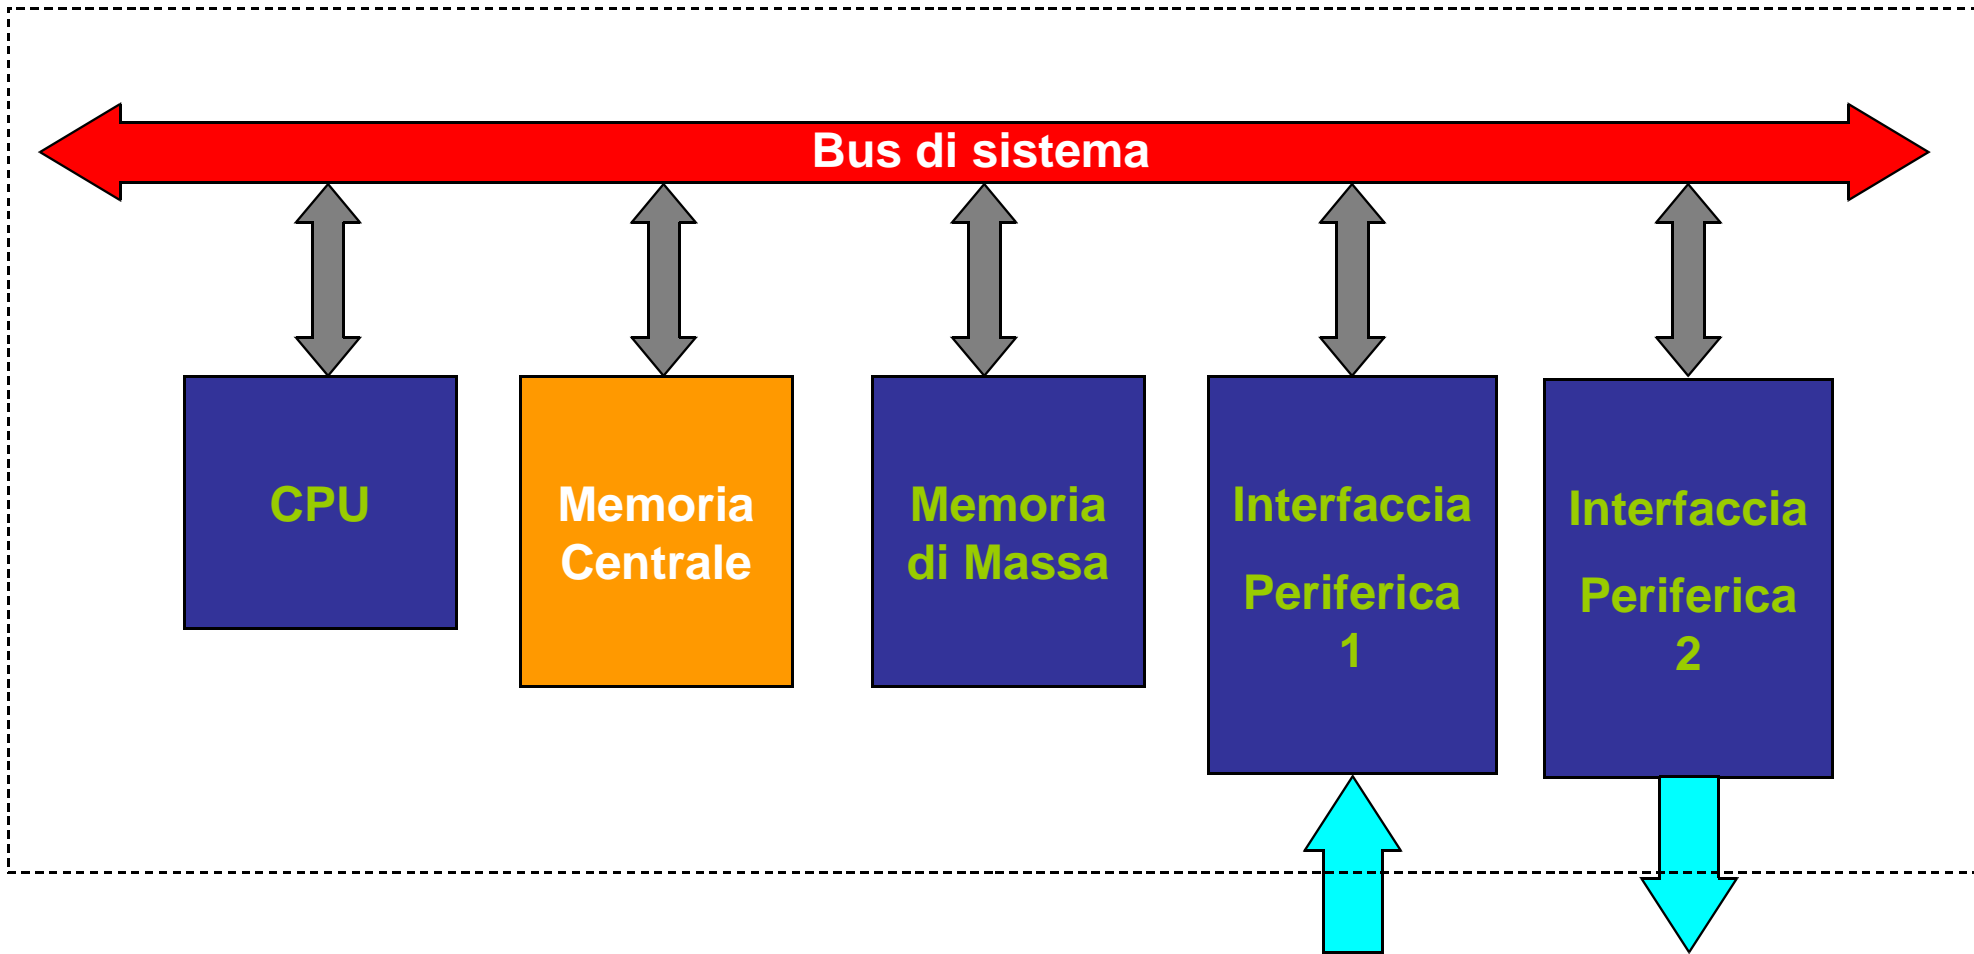 Bus di sistema
CPU
Memoria
Centrale
Memoria
di Massa
Interfaccia
Periferica
1
Interfaccia
Periferica
2